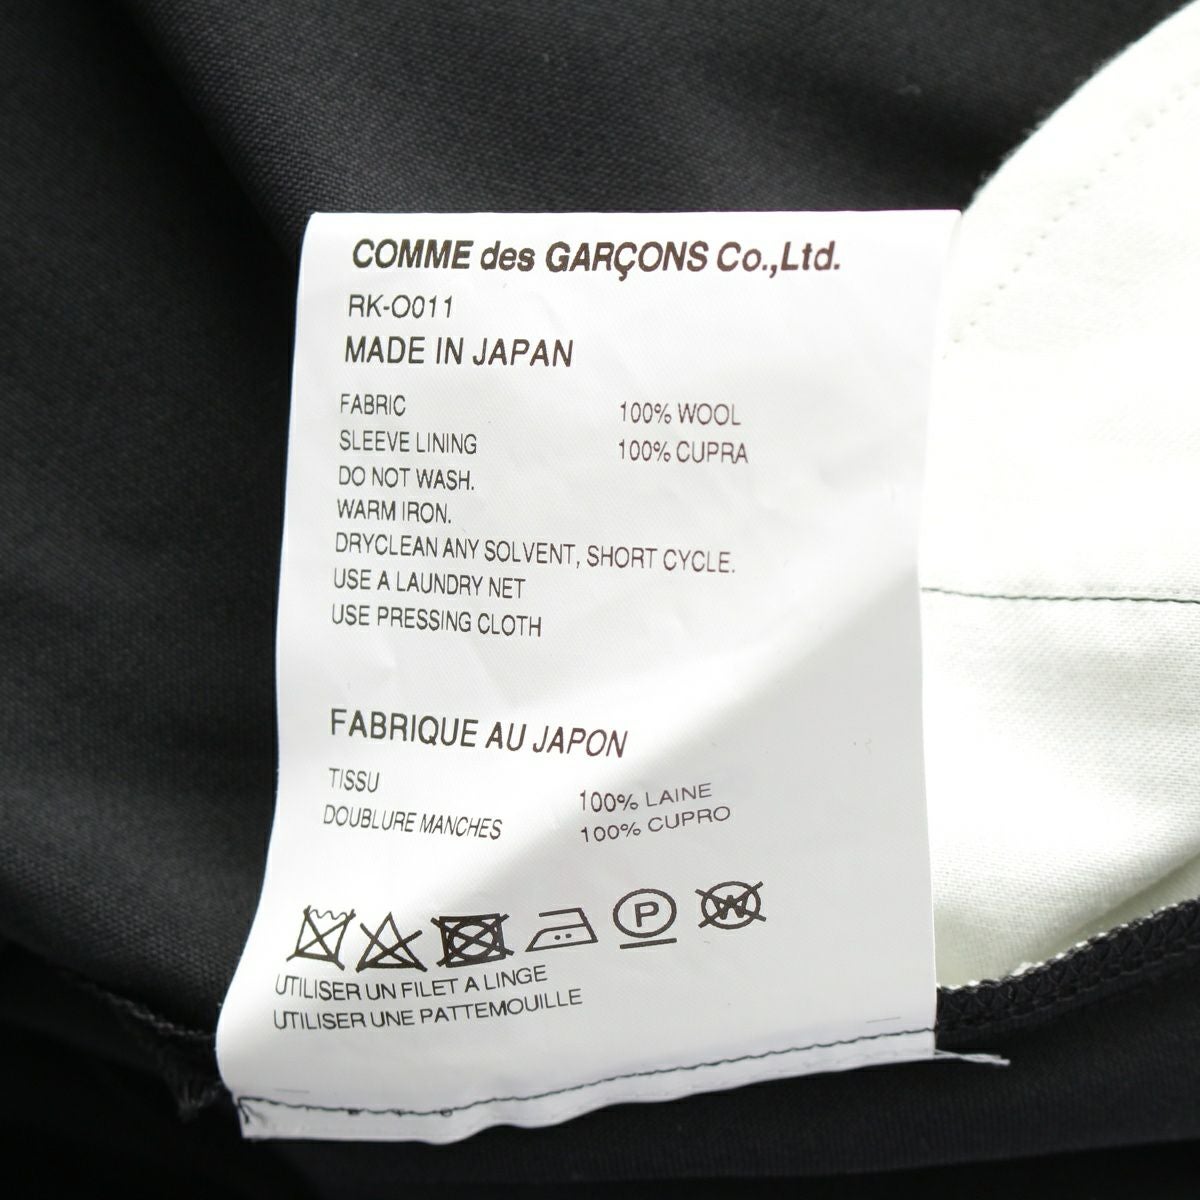 COMME des GARÇONS Co.,Ltd.
RK-O011
MADE IN JAPAN
FABRIC 100% WOOL
SLEEVE LINING 100% CUPRA
DO NOT WASH.
WARM IRON.
DRYCLEAN ANY SOLVENT, SHORT CYCLE.
USE A LAUNDRY NET
USE PRESSING CLOTH
FABRIQUE AU JAPON
TISSU 100% LAINE
DOUBLURE MANCHES 100% CUPRO
P W
UTILISER UN FILET A LINGE
UTILISER UNE PATTEMOUILLE